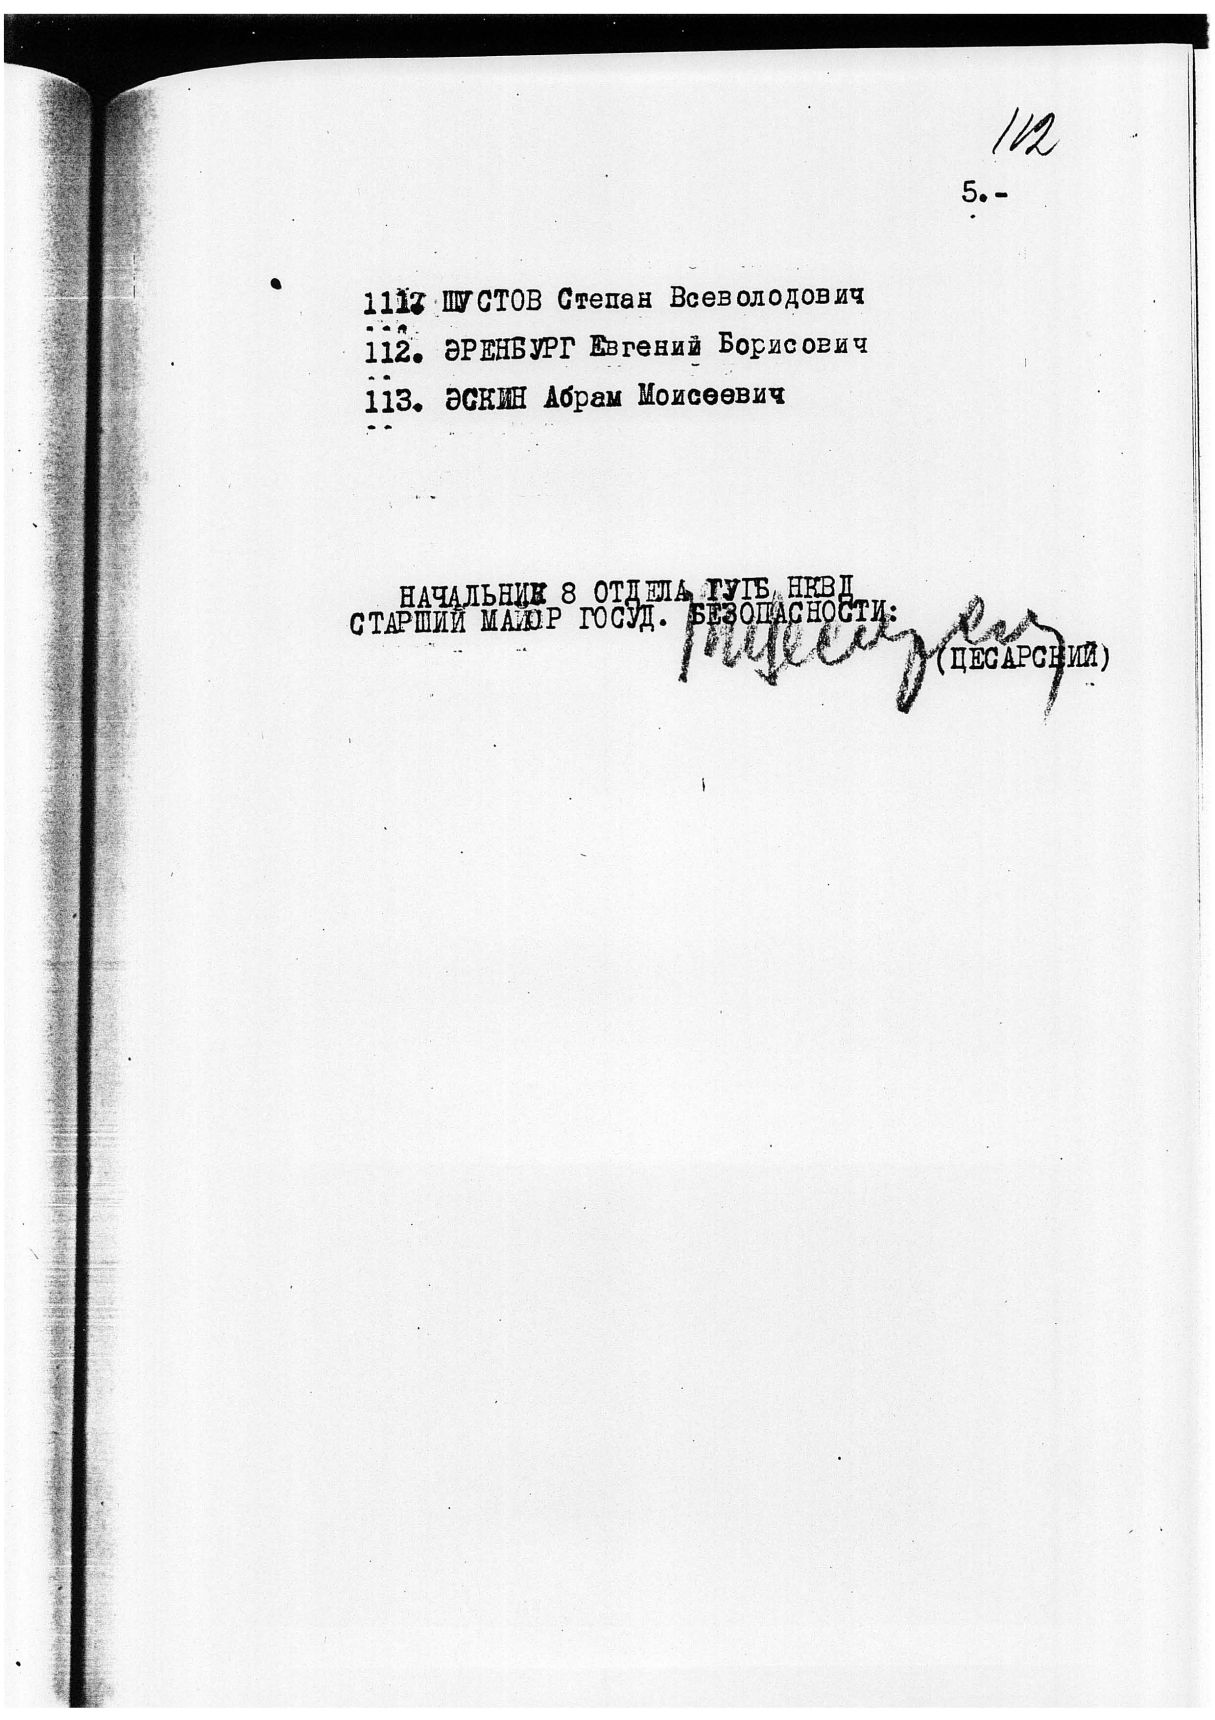 112
5.-
111. ШУСТОВ Степан Всеволодович
112. ЭРЕНБУРГ Евгений Борисович
113. ЭСКИН Абрам Моисеевич
НАЧАЛЬНИК 8 ОТДЕЛА ГУГБ НКВД
СТАРШИЙ МАЙОР ГОСУД. БЕЗОПАСНОСТИ:
(ЦЕСАРСКИЙ)